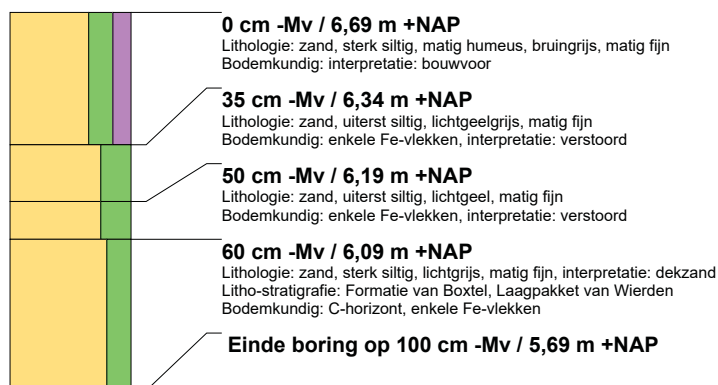 0 cm -Mv / 6,69 m +NAP
Lithologie: zand, sterk siltig, matig humeus, bruingrijs, matig fijn
Bodemkundig: interpretatie: bouwvoor
35 cm -Mv / 6,34 m +NAP
Lithologie: zand, uiterst siltig, lichtgeelgrijs, matig fijn
Bodemkundig: enkele Fe-vlekken, interpretatie: verstoord
50 cm -Mv / 6,19 m +NAP
Lithologie: zand, uiterst siltig, lichtgeel, matig fijn
Bodemkundig: enkele Fe-vlekken, interpretatie: verstoord
60 cm -Mv / 6,09 m +NAP
Lithologie: zand, sterk siltig, lichtgrijs, matig fijn, interpretatie: dekzand
Litho-stratigrafie: Formatie van Boxtel, Laagpakket van Wierden
Bodemkundig: C-horizont, enkele Fe-vlekken
Einde boring op 100 cm -Mv / 5,69 m +NAP